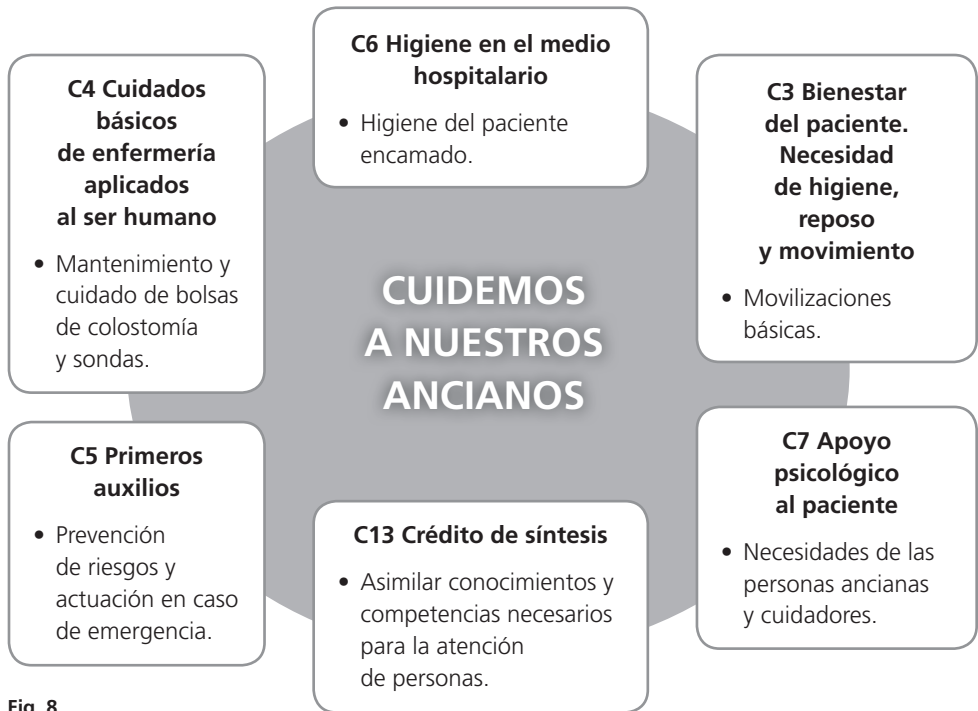 C6 Higiene en el medio
hospitalario
• Higiene del paciente
encamado.
C4 Cuidados
básicos
de enfermería
aplicados
al ser humano
• Mantenimiento y
cuidado de bolsas
de colostomía
y sondas.
C3 Bienestar
del paciente.
Necesidad
de higiene,
reposo
y movimiento
• Movilizaciones
básicas.
CUIDEMOS
A NUESTROS
ANCIANOS
C5 Primeros
auxilios
• Prevención
de riesgos y
actuación en caso
de emergencia.
C13 Crédito de síntesis
• Asimilar conocimientos y
competencias necesarios
para la atención
de personas.
C7 Apoyo
psicológico
al paciente
• Necesidades de las
personas ancianas
y cuidadores.
Fig. 8